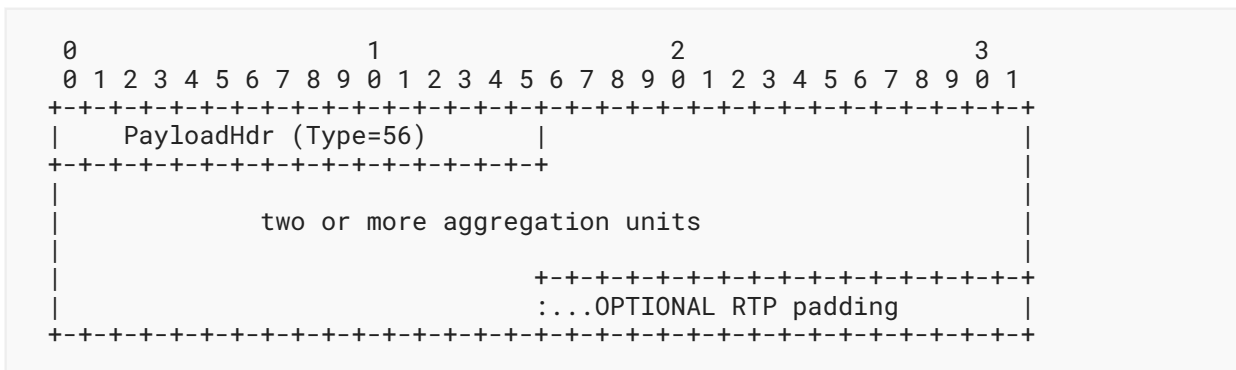 0                   1                   2                   3
 0 1 2 3 4 5 6 7 8 9 0 1 2 3 4 5 6 7 8 9 0 1 2 3 4 5 6 7 8 9 0 1
+-+-+-+-+-+-+-+-+-+-+-+-+-+-+-+-+-+-+-+-+-+-+-+-+-+-+-+-+-+-+-+-+
|    PayloadHdr (Type=56)       |                               |
+-+-+-+-+-+-+-+-+-+-+-+-+-+-+-+-+                               |
|                                                               |
|             two or more aggregation units                     |
|                                                               |
|                               +-+-+-+-+-+-+-+-+-+-+-+-+-+-+-+-+
|                               :...OPTIONAL RTP padding        |
+-+-+-+-+-+-+-+-+-+-+-+-+-+-+-+-+-+-+-+-+-+-+-+-+-+-+-+-+-+-+-+-+